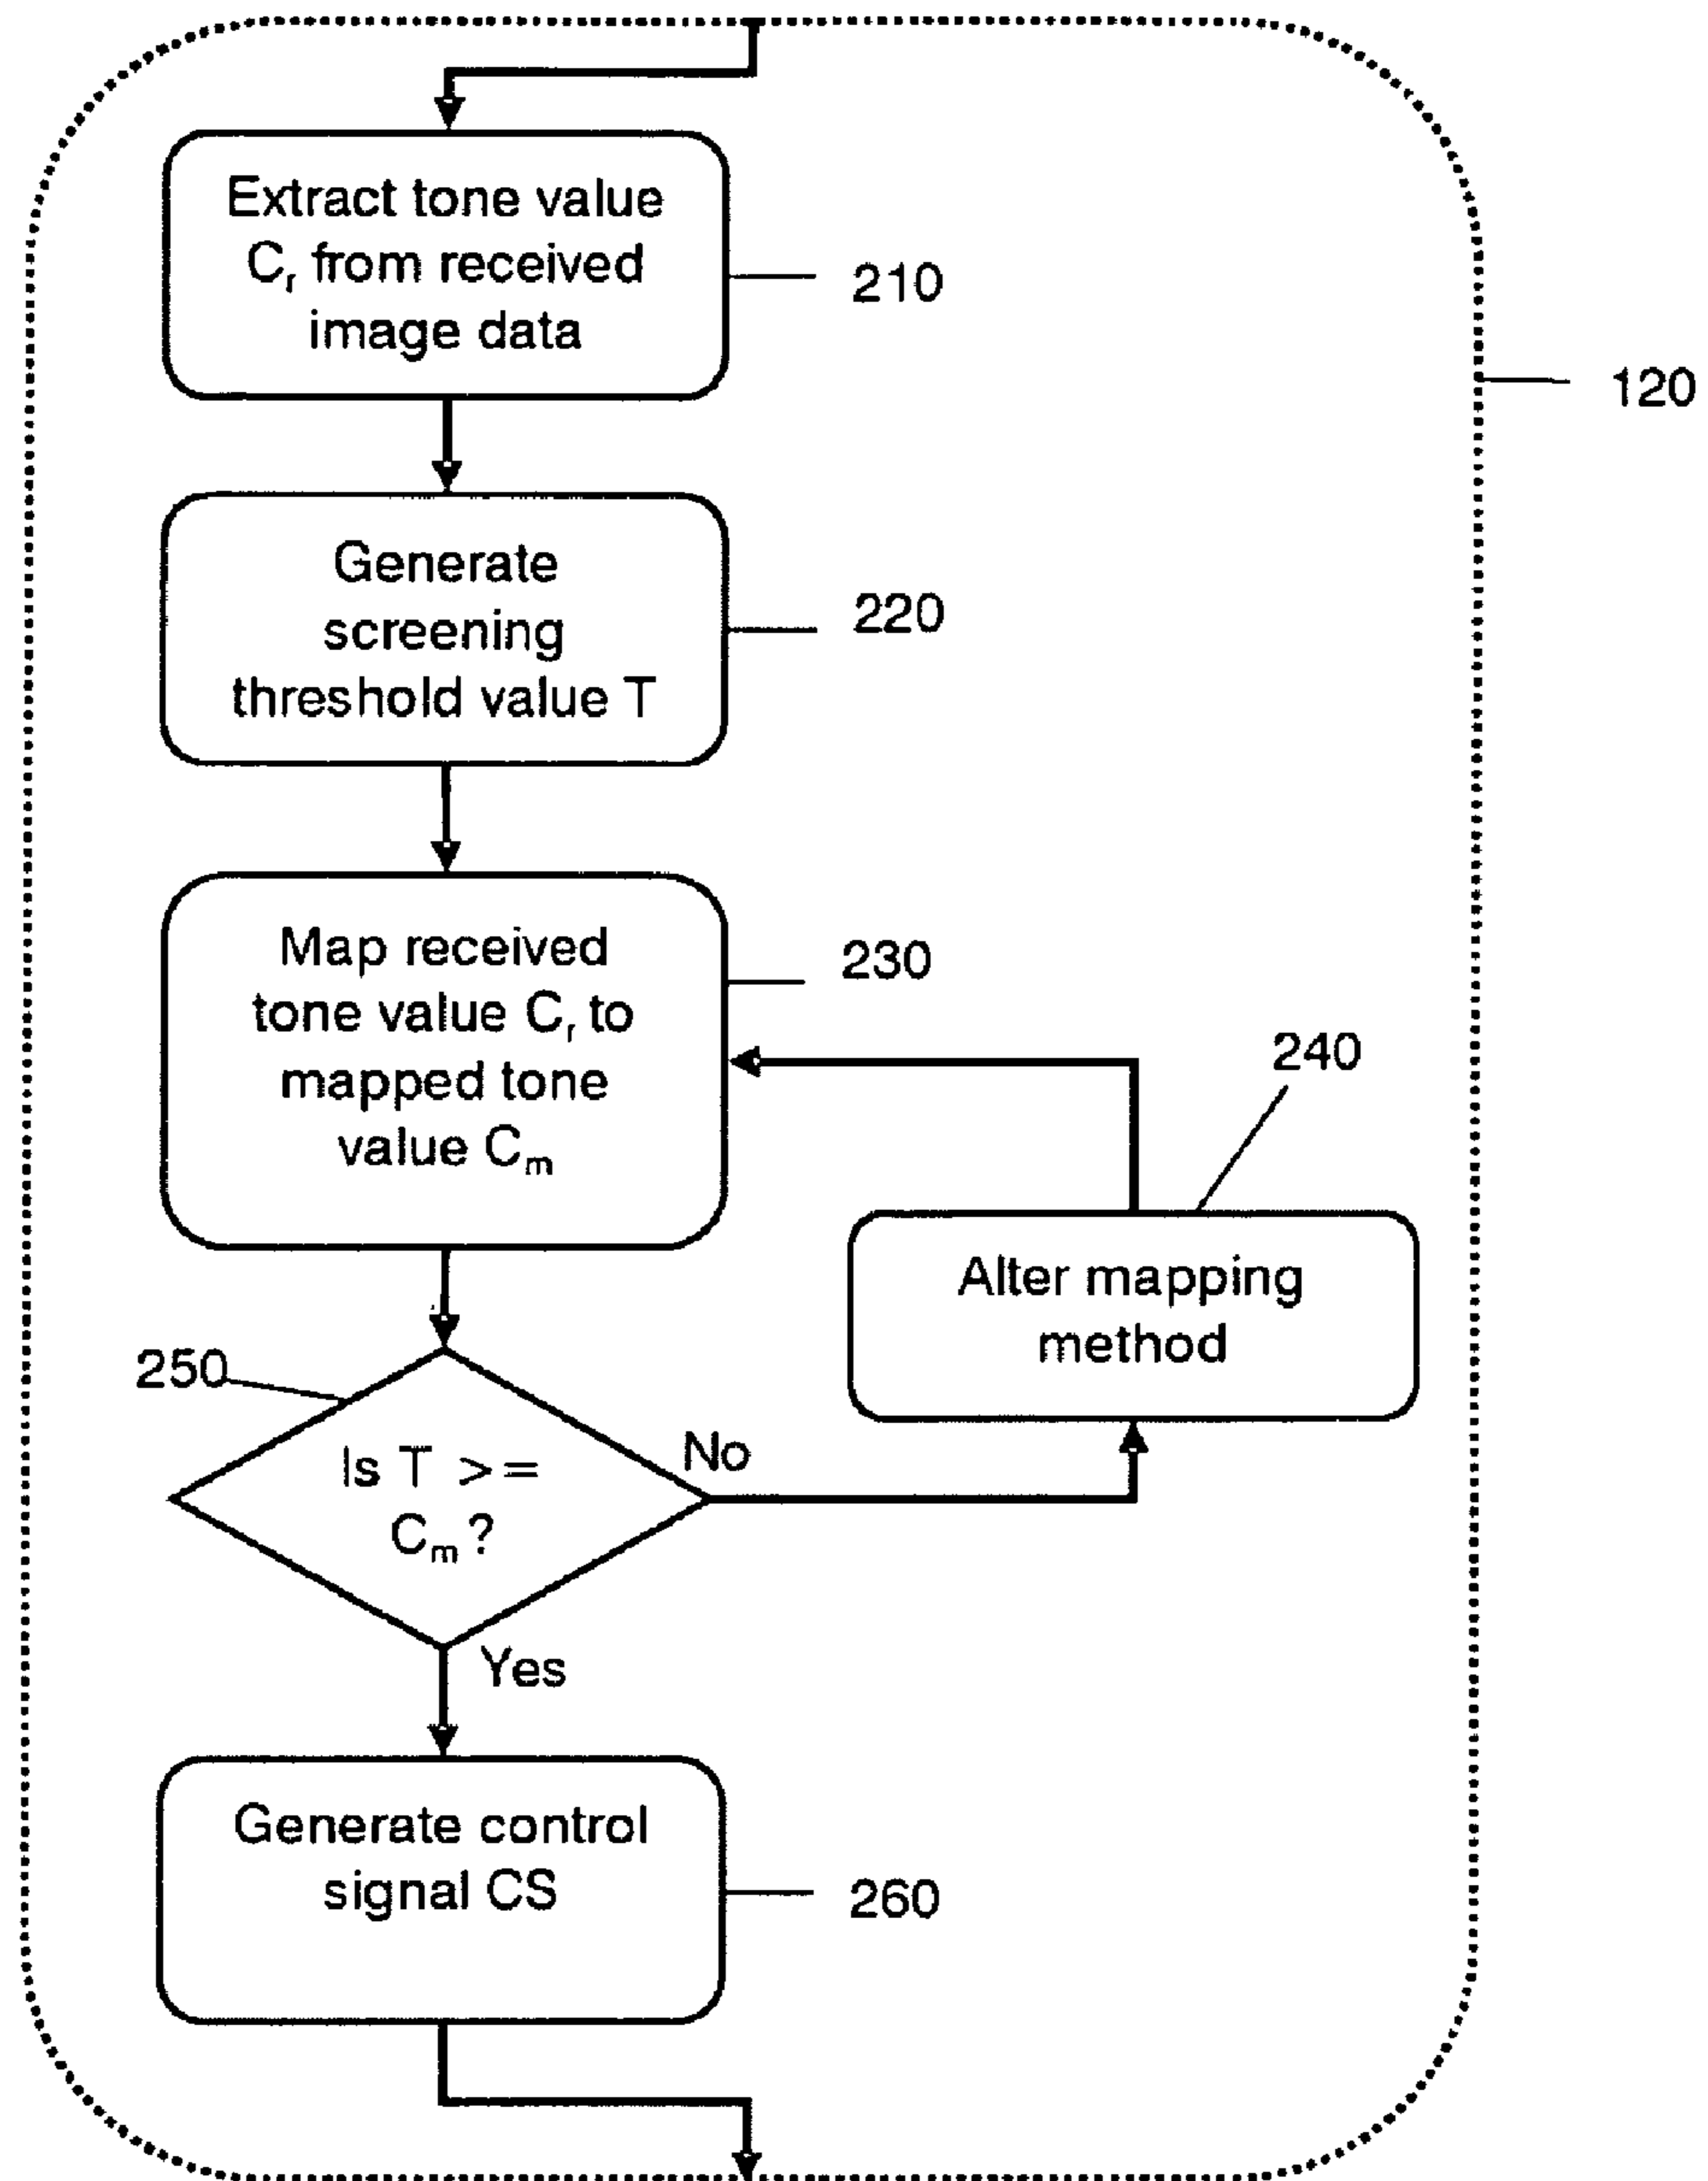 Extract tone value
Cr from received
image data
210
120
Generate
screening
threshold value T
220
Map received
tone value Cr to
mapped tone
value Cm
230
240
Alter mapping
method
250
Is T >=
Cm ?
No
Yes
Generate control
signal CS
260